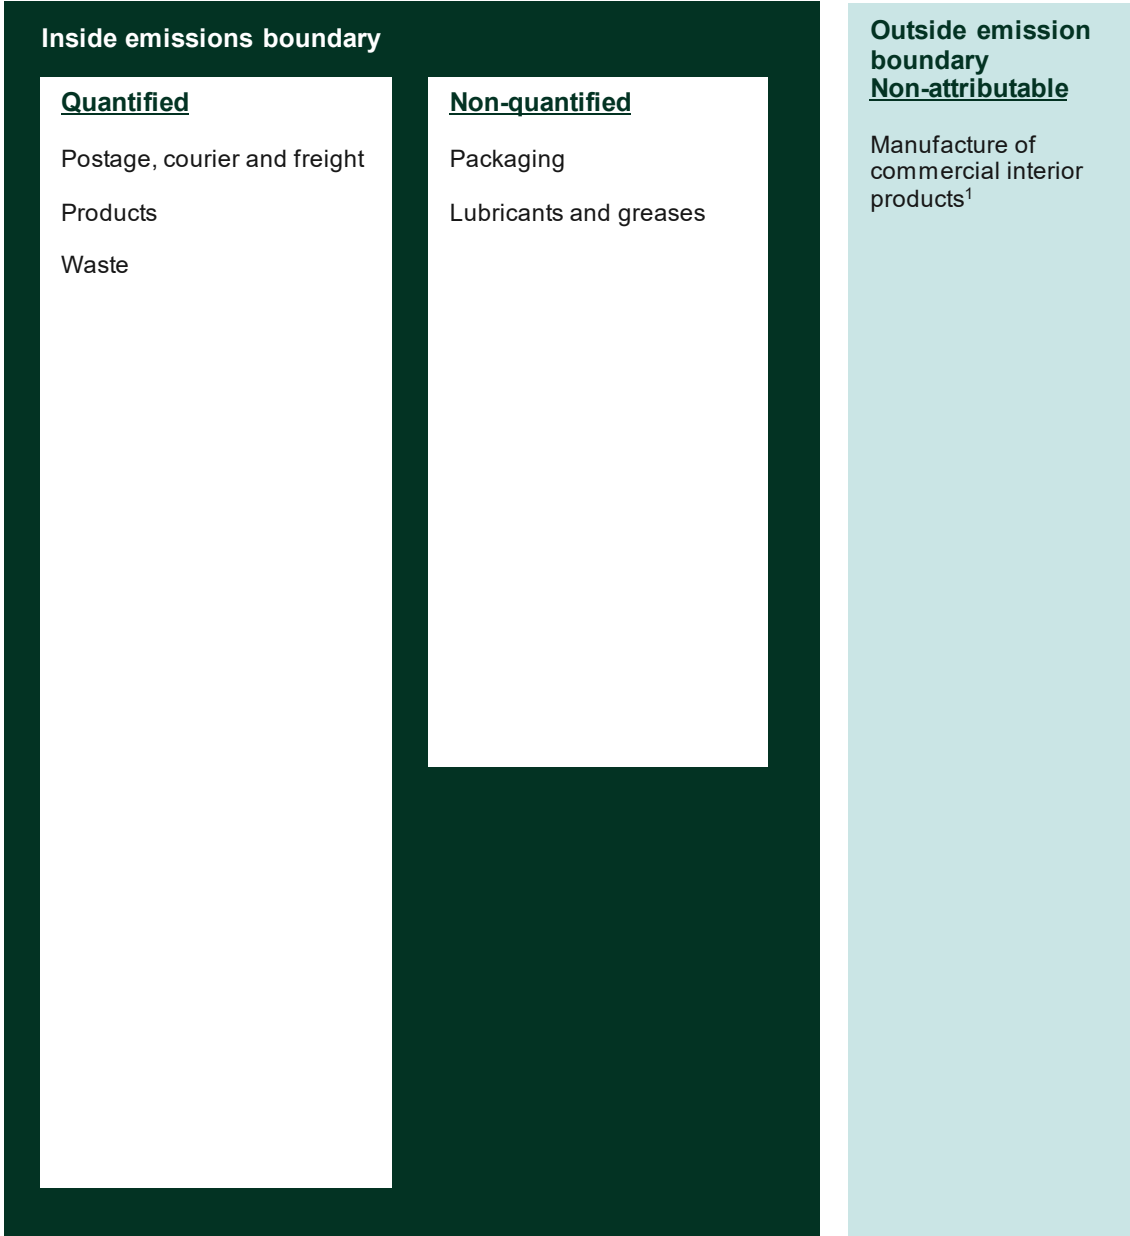 Inside emissions boundary
Quantified
Postage, courier and freight
Products
Waste
Non-quantified
Packaging
Lubricants and greases
Outside emission
boundary
Non-attributable
Manufacture of
commercial interior
products¹